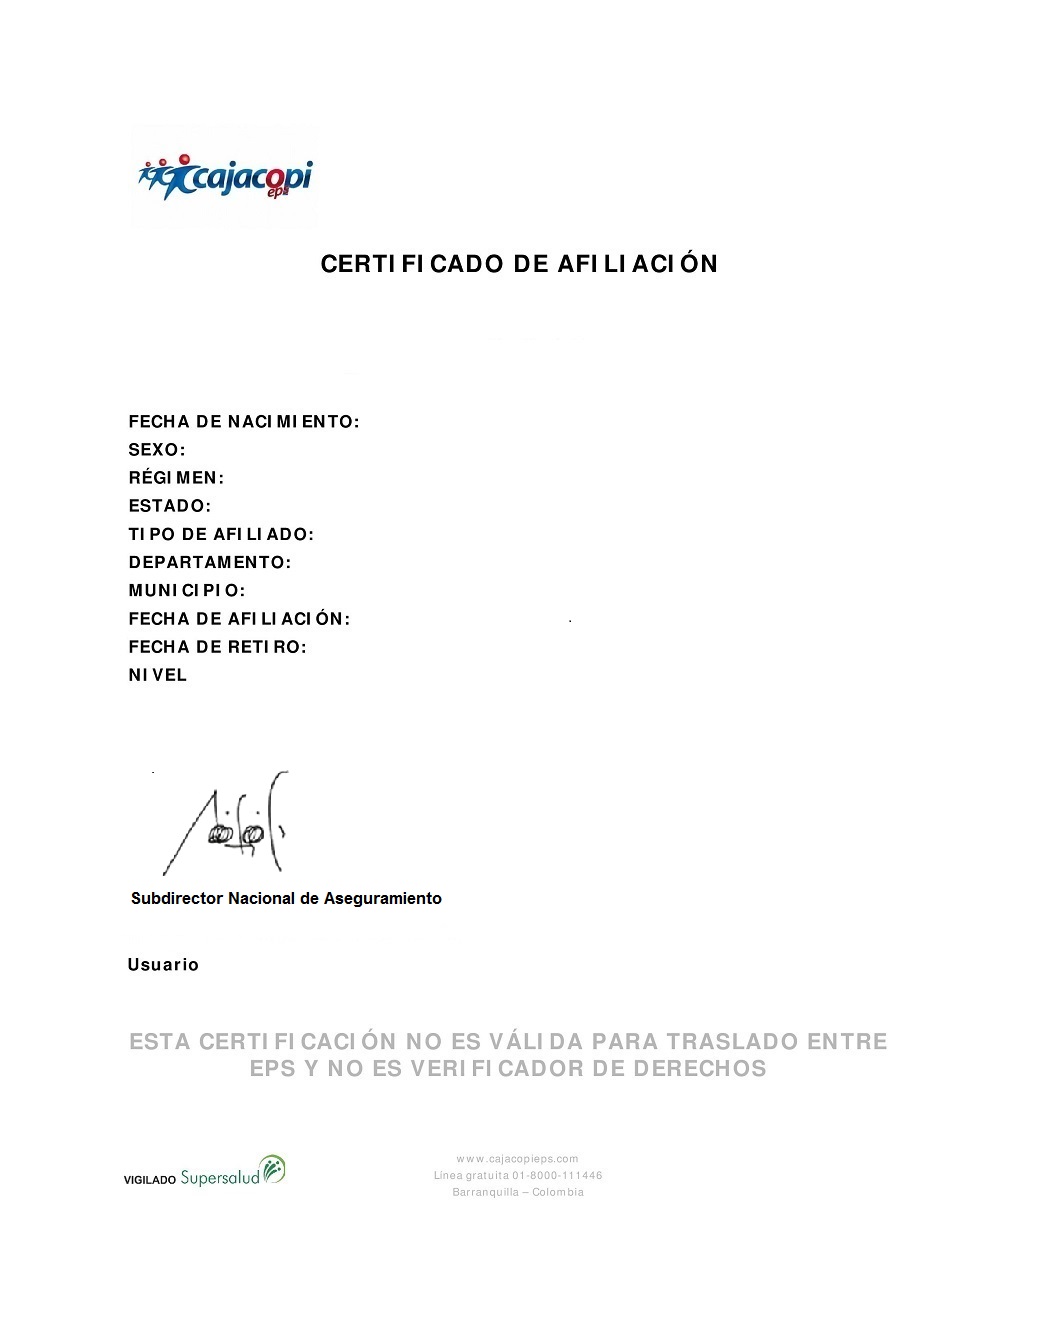 cajacopi
eps
CERTIFICADO DE AFILIACIÓN
FECHA DE NACIMIENTO:
SEXO:
RÉGIMEN:
ESTADO:
TIPO DE AFILIADO:
DEPARTAMENTO:
MUNICIPIO:
FECHA DE AFILIACIÓN:
FECHA DE RETIRO:
NIVEL
Subdirector Nacional de Aseguramiento
Usuario
ESTA CERTIFICACIÓN NO ES VÁLIDA PARA TRASLADO ENTRE
EPS Y NO ES VERIFICADOR DE DERECHOS
VIGILADO Supersalud
www.cajacopieps.com
Línea gratuita 01-8000-111446
Barranquilla – Colombia